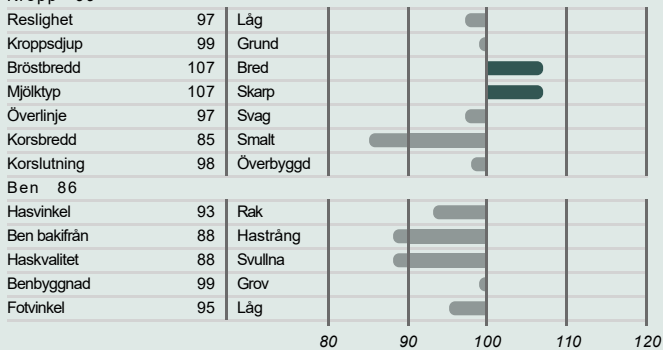 Reslighet 97 Låg
Kroppsdjup 99 Grund
Bröstbredd 107 Bred
Mjölktyp 107 Skarp
Överlinje 97 Svag
Korsbredd 85 Smalt
Korslutning 98 Överbyggd
Ben 86
Hasvinkel 93 Rak
Ben bakifrån 88 Hastrång
Haskvalitet 88 Svullna
Benbyggnad 99 Grov
Fotvinkel 95 Låg
80 90 100 110 120